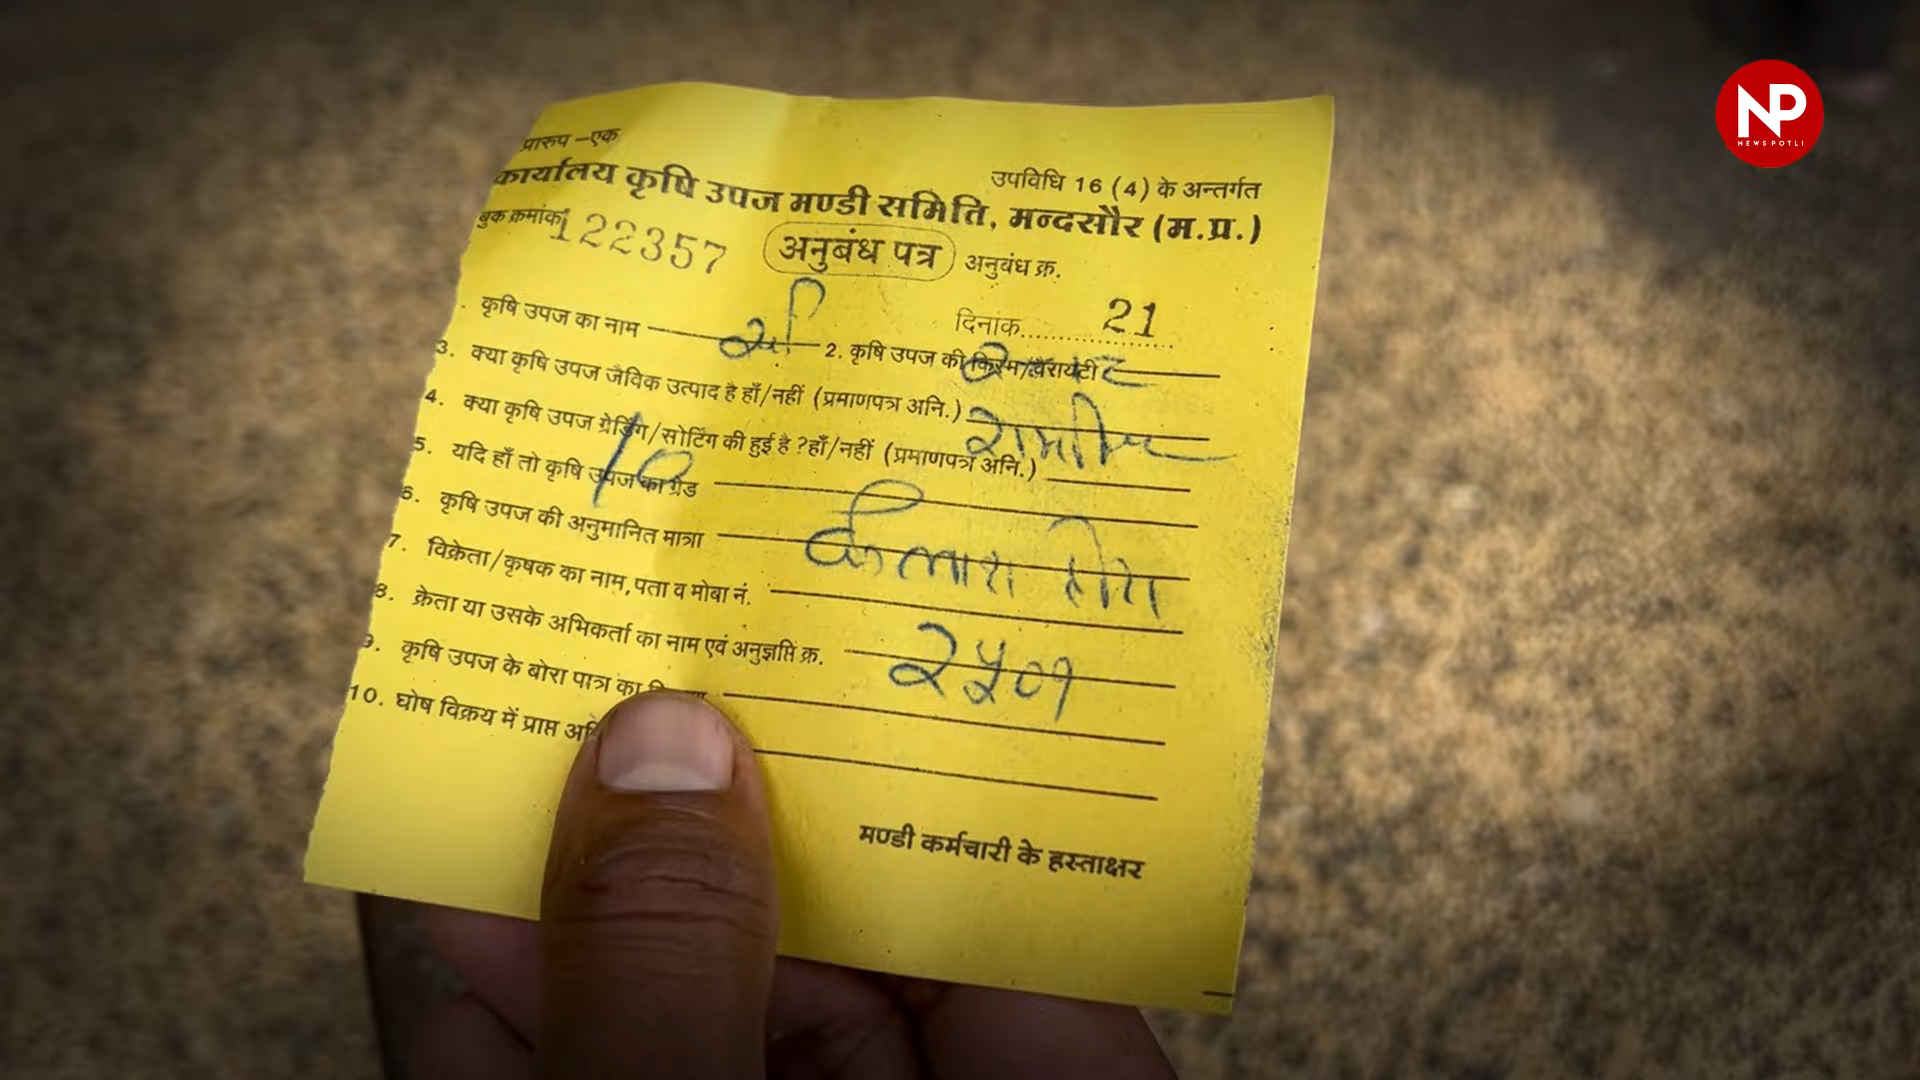 NP
NEWS POTLI
प्रारुप –एक
उपविधि 16 (4) के अन्तर्गत
कार्यालय कृषि उपज मण्डी समिति, मन्दसौर (म.प्र.)
बुक क्रमांक 122357 अनुबंध पत्र अनुबंध क्र.
दिनाक.......... 21
कृषि उपज का नाम 2. कृषि उपज की किस्म/वैरायटी
3. क्या कृषि उपज जैविक उत्पाद है हाँ/नहीं (प्रमाणपत्र अनि.)
4. क्या कृषि उपज ग्रेडिंग/सोटिंग की हुई है ? हाँ/नहीं (प्रमाणपत्र अनि.)
5. यदि हाँ तो कृषि उपज का ग्रेड
6. कृषि उपज की अनुमानित मात्रा
7. विक्रेता/कृषक का नाम, पता व मोबा नं.
8. क्रेता या उसके अभिकर्ता का नाम एवं अनुज्ञप्ति क्र. २५०१
9. कृषि उपज के बोरा पात्र का
10. घोष विक्रय में प्राप्त
मण्डी कर्मचारी के हस्ताक्षर